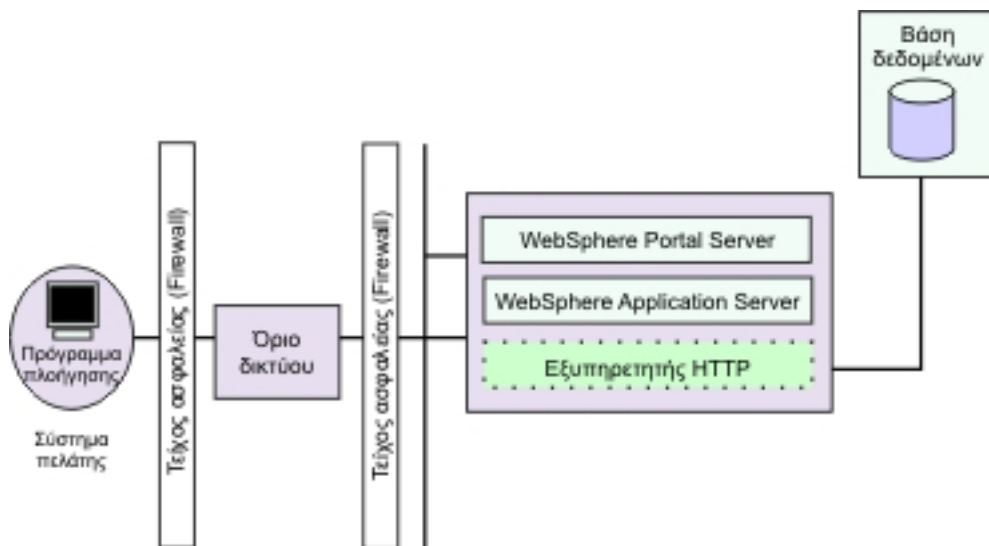 Βάση
δεδομένων
Τείχος ασφαλείας (Firewall)
Τείχος ασφαλείας (Firewall)
WebSphere Portal Server
WebSphere Application Server
Εξυπηρετητής HTTP
Όριο
δικτύου
Πρόγραμμα
πλοήγησης
Σύστημα
πελάτης